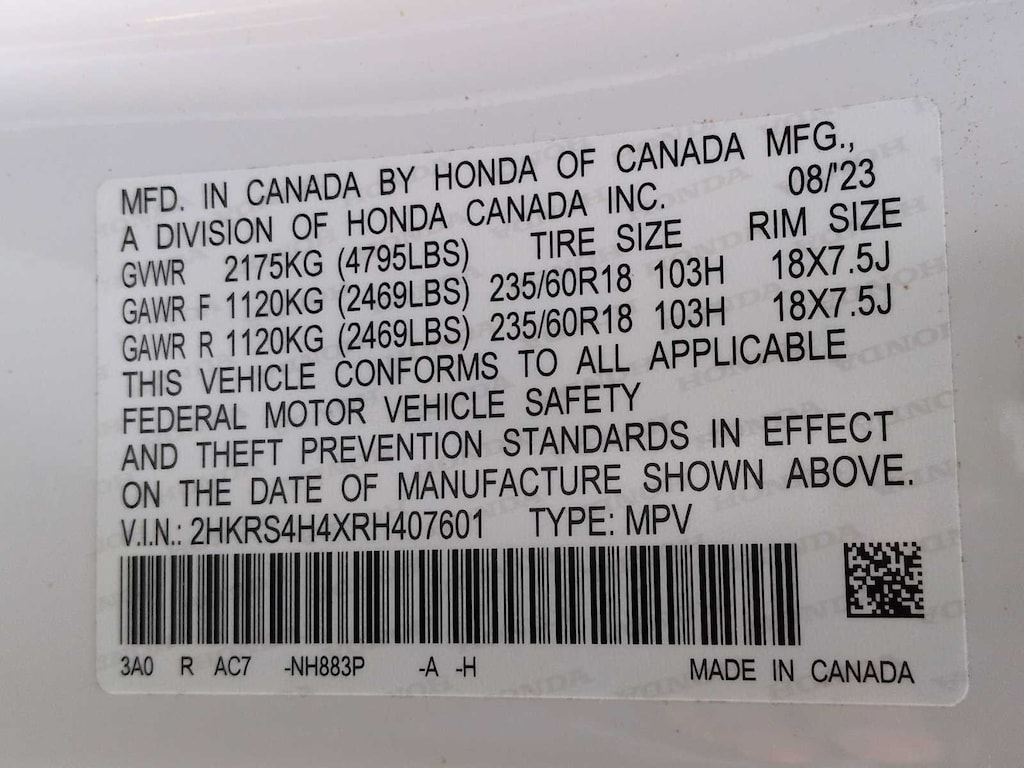 MFD. IN CANADA BY HONDA OF CANADA MFG.,
A DIVISION OF HONDA CANADA INC. 08/'23
GVWR 2175KG (4795LBS) TIRE SIZE RIM SIZE
GAWR F 1120KG (2469LBS) 235/60R18 103H 18X7.5J
GAWR R 1120KG (2469LBS) 235/60R18 103H 18X7.5J
THIS VEHICLE CONFORMS TO ALL APPLICABLE
FEDERAL MOTOR VEHICLE SAFETY
AND THEFT PREVENTION STANDARDS IN EFFECT
ON THE DATE OF MANUFACTURE SHOWN ABOVE.
V.I.N.: 2HKRS4H4XRH407601 TYPE: MPV
3A0 R AC7 -NH883P -A -H MADE IN CANADA